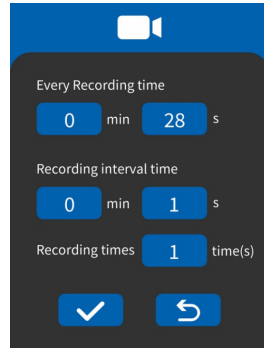 Every Recording time
0 min 28 s
Recording interval time
0 min 1 s
Recording times 1 time(s)